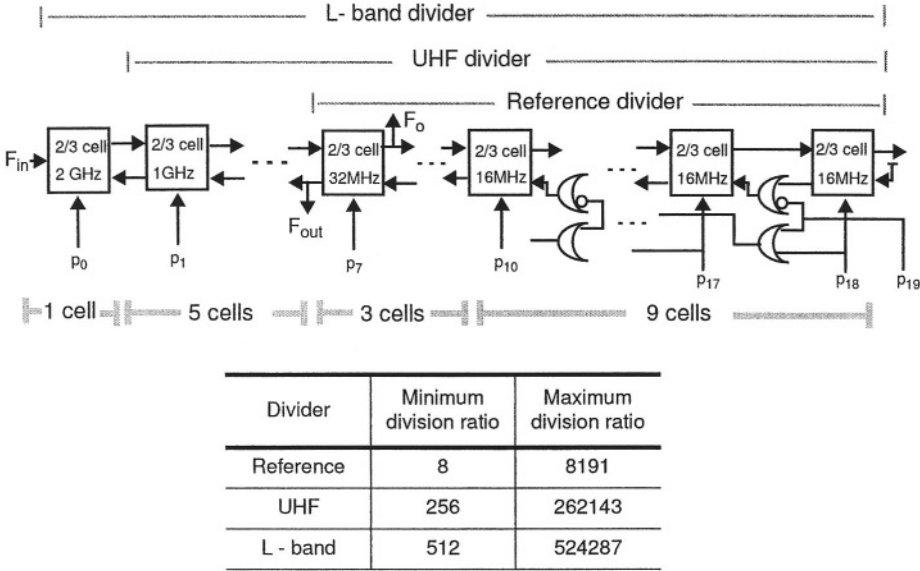 L- band divider
UHF divider
Reference divider
F_in
2/3 cell
2 GHz
2/3 cell
1GHz
2/3 cell
32MHz
F_o
F_out
2/3 cell
16MHz
2/3 cell
16MHz
2/3 cell
16MHz
p_0
p_1
p_7
p_10
p_17
p_18
p_19
1 cell
5 cells
3 cells
9 cells
Divider Minimum division ratio Maximum division ratio
Reference 8 8191
UHF 256 262143
L - band 512 524287